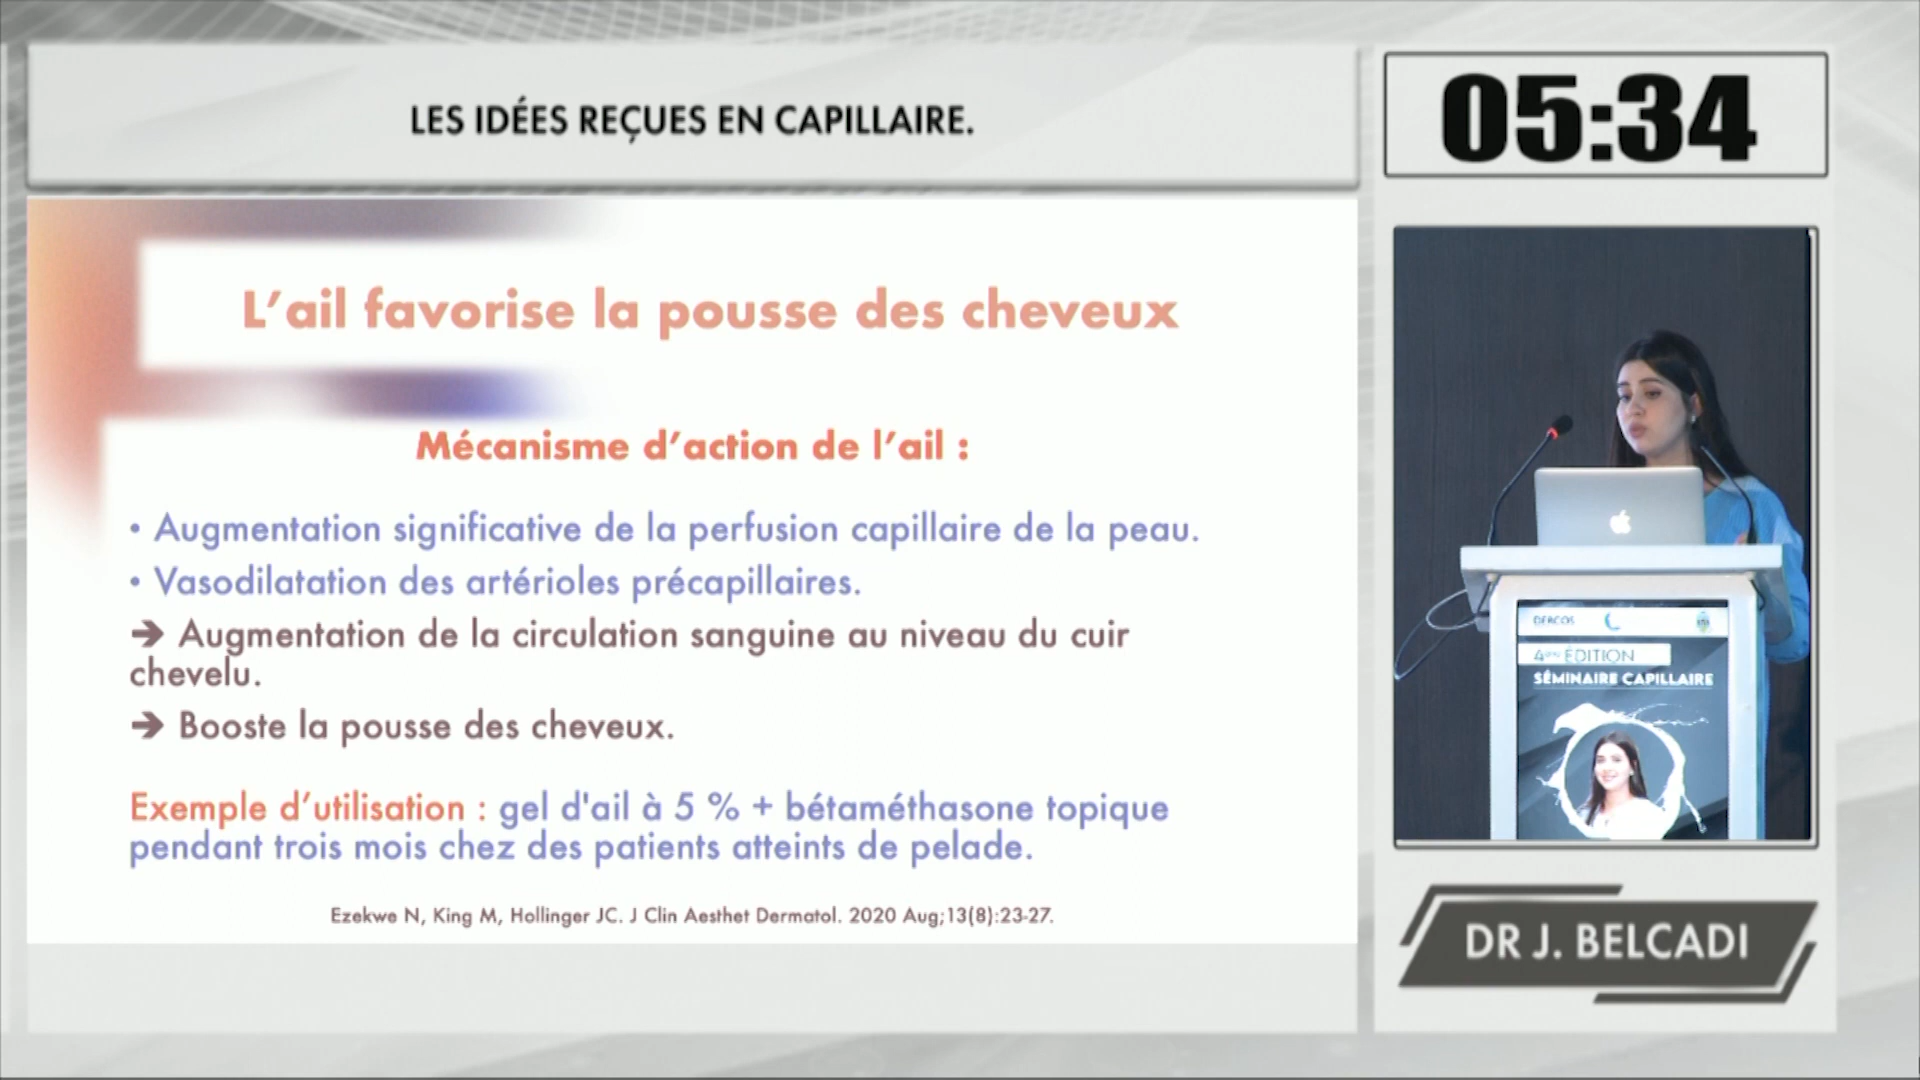 LES IDÉES REÇUES EN CAPILLAIRE.
05:34
L'ail favorise la pousse des cheveux
Mécanisme d'action de l'ail :
• Augmentation significative de la perfusion capillaire de la peau.
• Vasodilatation des artérioles précapillaires.
➔ Augmentation de la circulation sanguine au niveau du cuir
chevelu.
➔ Booste la pousse des cheveux.
Exemple d'utilisation : gel d'ail à 5 % + bétaméthasone topique
pendant trois mois chez des patients atteints de pelade.
Ezekwe N, King M, Hollinger JC. J Clin Aesthet Dermatol. 2020 Aug;13(8):23-27.
DERCOS
4ème ÉDITION
SÉMINAIRE CAPILLAIRE
DR J. BELCADI